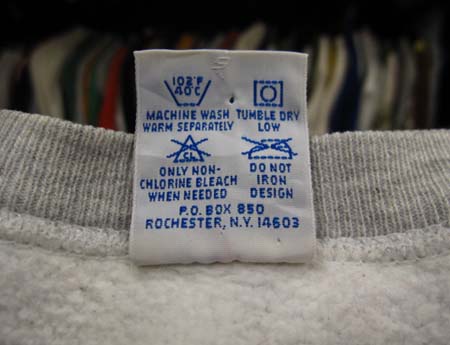 102°F
40°C
MACHINE WASH
WARM SEPARATELY
TUMBLE DRY
LOW
ONLY NON-
CHLORINE BLEACH
WHEN NEEDED
DO NOT
IRON
DESIGN
P.O. BOX 850
ROCHESTER, N.Y. 14603